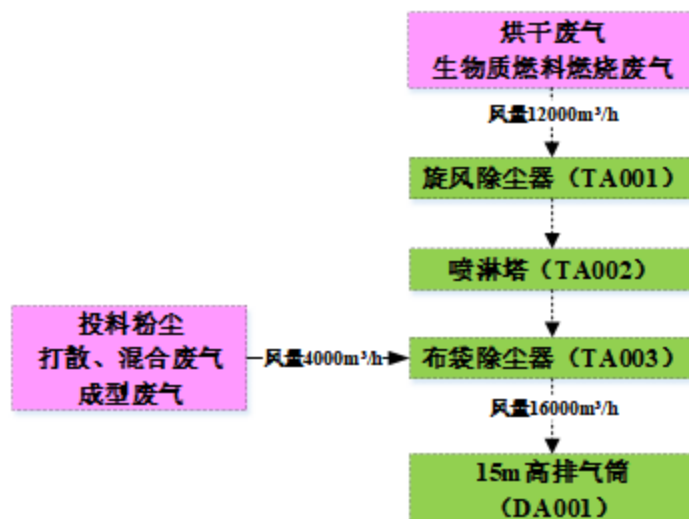 烘干废气
生物质燃料燃烧废气
风量12000m³/h
旋风除尘器（TA001）
喷淋塔（TA002）
投料粉尘
打散、混合废气
成型废气
风量4000m³/h
布袋除尘器（TA003）
风量16000m³/h
15m高排气筒
（DA001）